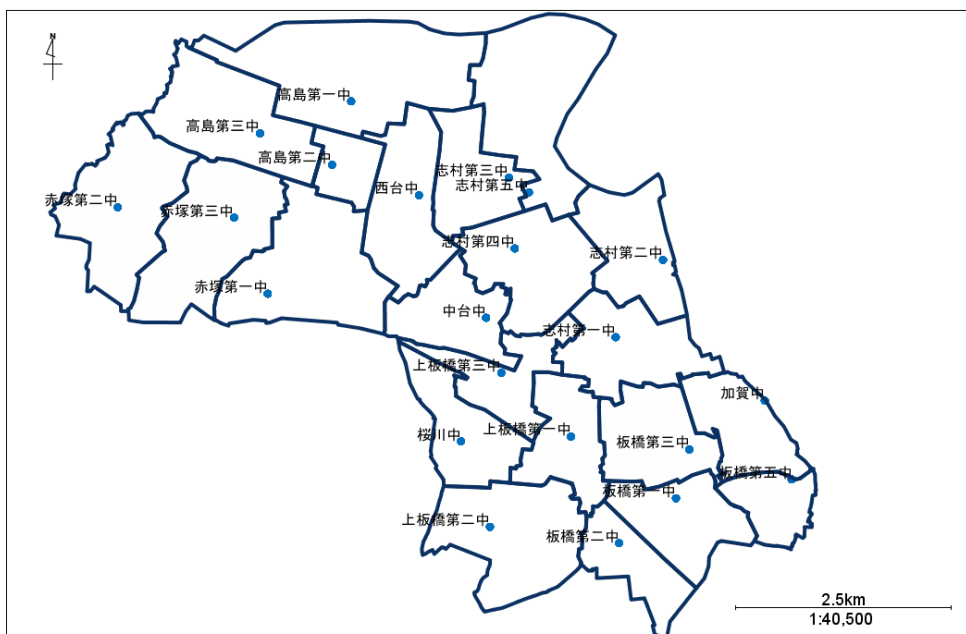 N
高島第一中
高島第三中
高島第二中
志村第三中
志村第五中
西台中
赤塚第二中
赤塚第三中
志村第四中
志村第二中
赤塚第一中
中台中
志村第一中
上板橋第三中
加賀中
桜川中
上板橋第一中
板橋第三中
板橋第五中
板橋第一中
上板橋第二中
板橋第二中
2.5km
1:40,500